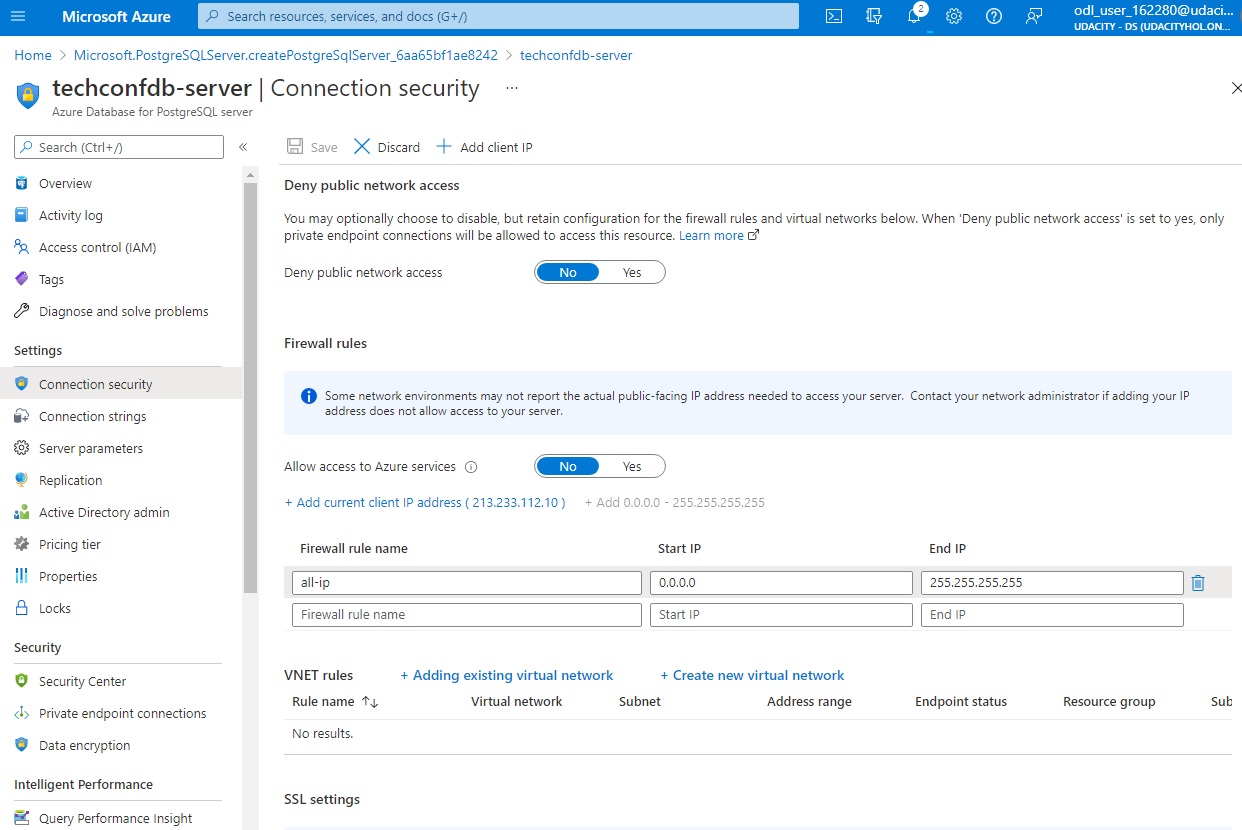 Microsoft Azure
Search resources, services, and docs (G+/)
2
odl_user_162280@udaci...
UDACITY - DS (UDACITYHOL.ON...
Home > Microsoft.PostgreSQLServer.createPostgreSqlServer_6aa65bf1ae8242 > techconfdb-server
techconfdb-server | Connection security ...
Azure Database for PostgreSQL server
Search (Ctrl+/)
«
Overview
Activity log
Access control (IAM)
Tags
Diagnose and solve problems
Settings
Connection security
Connection strings
Server parameters
Replication
Active Directory admin
Pricing tier
Properties
Locks
Security
Security Center
Private endpoint connections
Data encryption
Intelligent Performance
Query Performance Insight
Save Discard + Add client IP
Deny public network access
You may optionally choose to disable, but retain configuration for the firewall rules and virtual networks below. When 'Deny public network access' is set to yes, only
private endpoint connections will be allowed to access this resource. Learn more
Deny public network access No Yes
Firewall rules
Some network environments may not report the actual public-facing IP address needed to access your server. Contact your network administrator if adding your IP
address does not allow access to your server.
Allow access to Azure services No Yes
+ Add current client IP address ( 213.233.112.10 ) + Add 0.0.0.0 - 255.255.255.255
Firewall rule name Start IP End IP
all-ip 0.0.0.0 255.255.255.255
Firewall rule name Start IP End IP
VNET rules + Adding existing virtual network + Create new virtual network
Rule name ↑↓ Virtual network Subnet Address range Endpoint status Resource group Sub
No results.
SSL settings